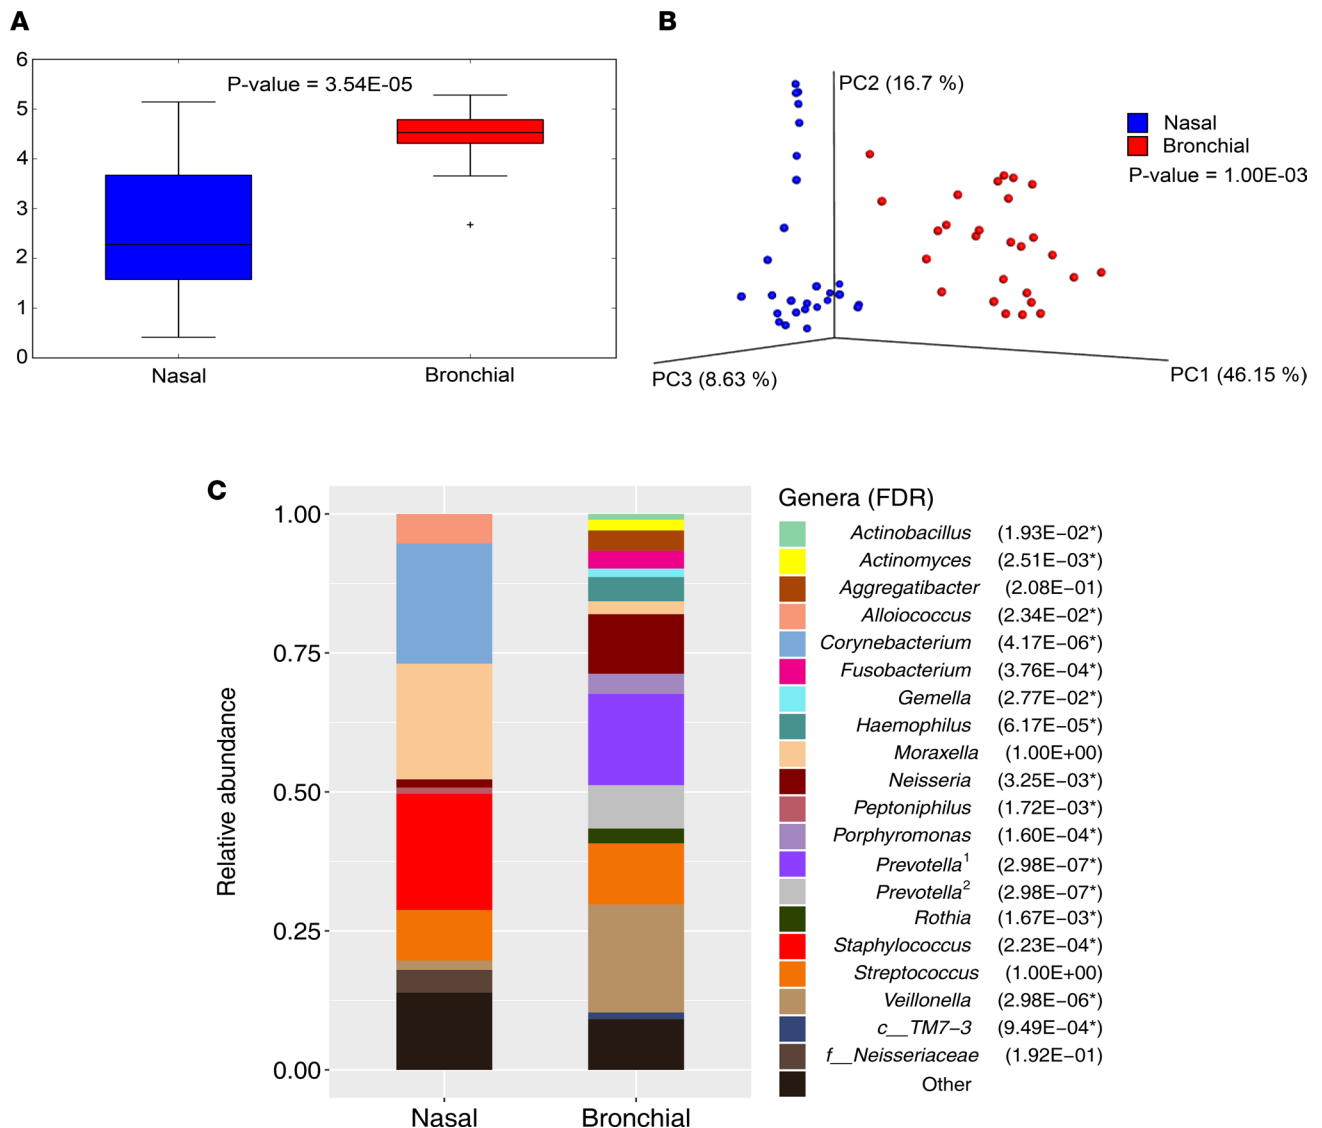 A
6
5
4
3
2
1
0
P-value = 3.54E-05
Nasal
Bronchial
B
PC2 (16.7 %)
Nasal
Bronchial
P-value = 1.00E-03
PC3 (8.63 %)
PC1 (46.15 %)
C
Relative abundance
1.00
0.75
0.50
0.25
0.00
Nasal
Bronchial
Genera (FDR)
Actinobacillus (1.93E−02*)
Actinomyces (2.51E−03*)
Aggregatibacter (2.08E−01)
Alloiococcus (2.34E−02*)
Corynebacterium (4.17E−06*)
Fusobacterium (3.76E−04*)
Gemella (2.77E−02*)
Haemophilus (6.17E−05*)
Moraxella (1.00E+00)
Neisseria (3.25E−03*)
Peptoniphilus (1.72E−03*)
Porphyromonas (1.60E−04*)
Prevotella¹ (2.98E−07*)
Prevotella² (2.98E−07*)
Rothia (1.67E−03*)
Staphylococcus (2.23E−04*)
Streptococcus (1.00E+00)
Veillonella (2.98E−06*)
c__TM7−3 (9.49E−04*)
f__Neisseriaceae (1.92E−01)
Other